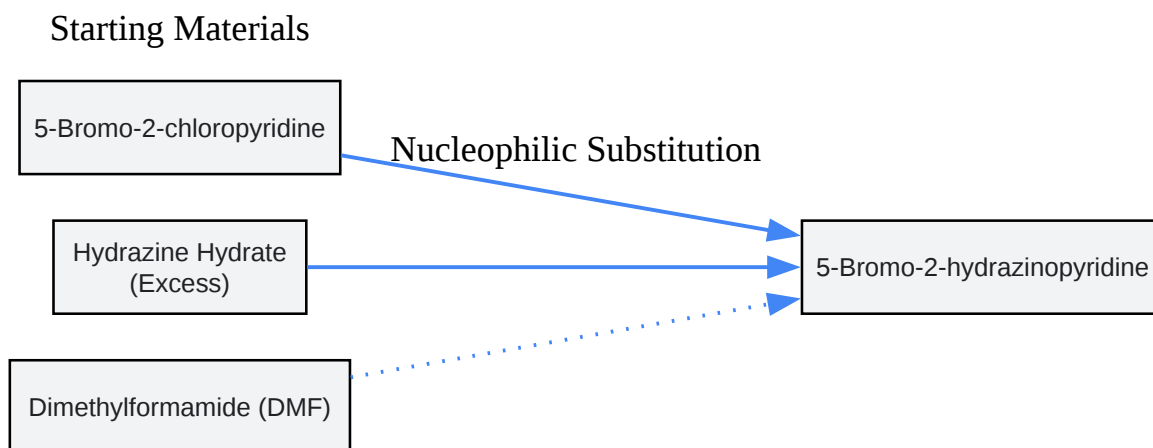 Starting Materials
5-Bromo-2-chloropyridine
Nucleophilic Substitution
Hydrazine Hydrate
(Excess)
5-Bromo-2-hydrazinopyridine
Dimethylformamide (DMF)